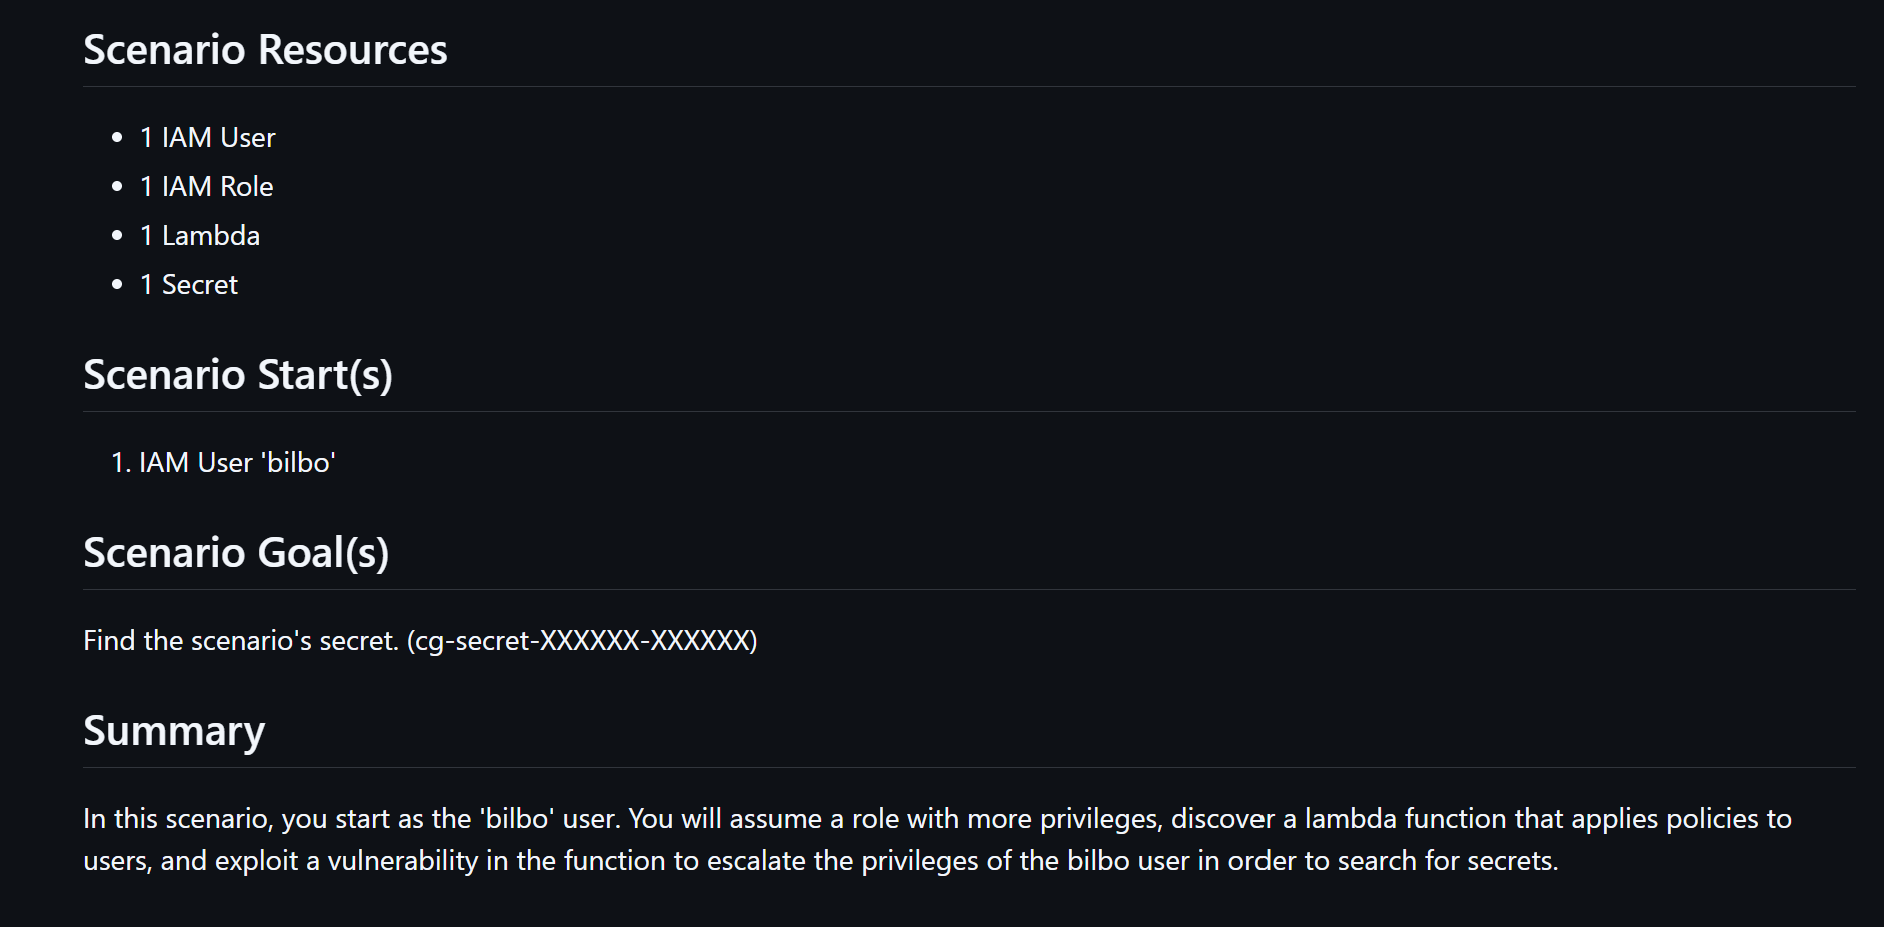 Scenario Resources
• 1 IAM User
• 1 IAM Role
• 1 Lambda
• 1 Secret
Scenario Start(s)
1. IAM User 'bilbo'
Scenario Goal(s)
Find the scenario's secret. (cg-secret-XXXXXX-XXXXXX)
Summary
In this scenario, you start as the 'bilbo' user. You will assume a role with more privileges, discover a lambda function that applies policies to
users, and exploit a vulnerability in the function to escalate the privileges of the bilbo user in order to search for secrets.